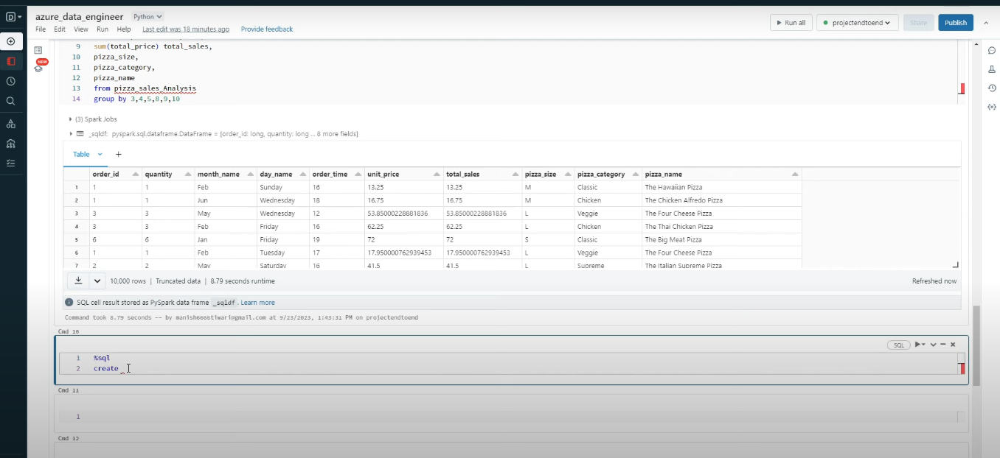 D
azure_data_engineer Python
File Edit View Run Help Last edit was 18 minutes ago Provide feedback
Run all projectendtoend Share Publish
NEW
9 sum(total_price) total_sales,
10 pizza_size,
11 pizza_category,
12 pizza_name
13 from pizza_sales_Analysis
14 group by 3,4,5,8,9,10
(3) Spark Jobs
_sqldf: pyspark.sql.dataframe.DataFrame = [order_id: long, quantity: long ... 8 more fields]
Table +
order_id quantity month_name day_name order_time unit_price total_sales pizza_size pizza_category pizza_name
1 1 1 Feb Sunday 16 13.25 13.25 M Classic The Hawaiian Pizza
2 1 1 Jun Wednesday 18 16.75 16.75 M Chicken The Chicken Alfredo Pizza
3 3 3 May Wednesday 12 53.85000228881836 53.85000228881836 L Veggie The Four Cheese Pizza
4 3 3 Feb Friday 16 62.25 62.25 L Chicken The Thai Chicken Pizza
5 6 6 Jan Friday 19 72 72 S Classic The Big Meat Pizza
6 1 1 Feb Tuesday 17 17.950000762939453 17.950000762939453 L Veggie The Four Cheese Pizza
7 2 2 May Saturday 16 41.5 41.5 L Supreme The Italian Supreme Pizza
10,000 rows | Truncated data | 8.79 seconds runtime Refreshed now
SQL cell result stored as PySpark data frame _sqldf . Learn more
Command took 8.79 seconds -- by manish6666tiwari@gmail.com at 9/23/2023, 1:43:31 PM on projectendtoend
Cmd 10
SQL
1 %sql
2 create
Cmd 11
1
Cmd 12